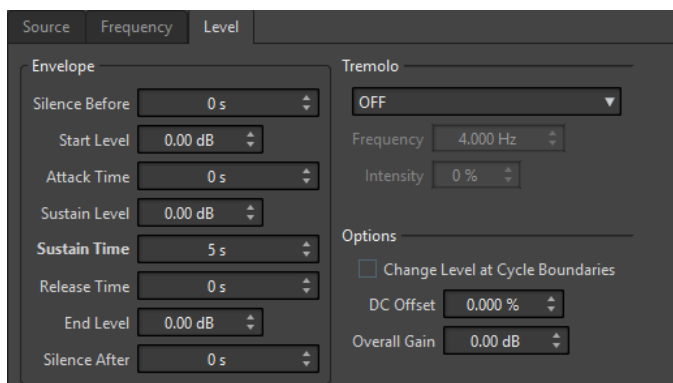 Source Frequency Level
Envelope
Silence Before 0 s
Start Level 0.00 dB
Attack Time 0 s
Sustain Level 0.00 dB
Sustain Time 5 s
Release Time 0 s
End Level 0.00 dB
Silence After 0 s
Tremolo
OFF
Frequency 4.000 Hz
Intensity 0 %
Options
Change Level at Cycle Boundaries
DC Offset 0.000 %
Overall Gain 0.00 dB